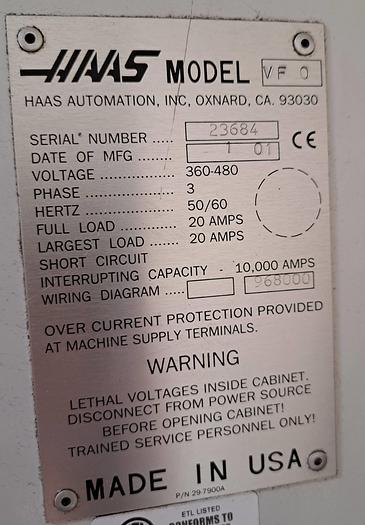 HAAS MODEL VF 0
HAAS AUTOMATION, INC, OXNARD, CA. 93030
SERIAL* NUMBER ..... 23684
DATE OF MFG ........ 1 01 CE
VOLTAGE .................. 360-480
PHASE ...................... 3
HERTZ ...................... 50/60
FULL LOAD ............... 20 AMPS
LARGEST LOAD ....... 20 AMPS
SHORT CIRCUIT
INTERRUPTING CAPACITY - 10,000 AMPS
WIRING DIAGRAM ..... 968000
OVER CURRENT PROTECTION PROVIDED
AT MACHINE SUPPLY TERMINALS.
WARNING
LETHAL VOLTAGES INSIDE CABINET.
DISCONNECT FROM POWER SOURCE
BEFORE OPENING CABINET!
TRAINED SERVICE PERSONNEL ONLY!
MADE IN USA
P/N 29-7900A
ETL LISTED
CONFORMS TO